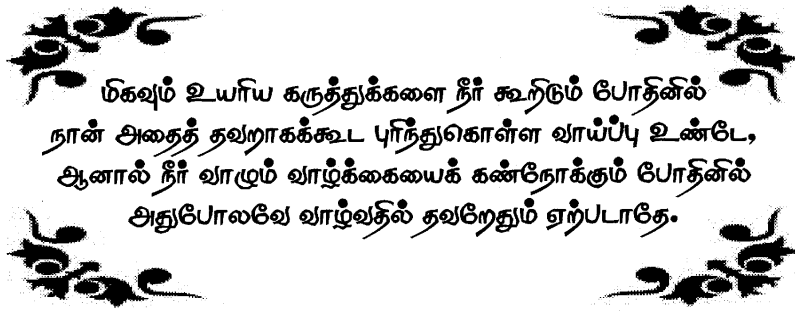 மிகவும் உயரிய கருத்துக்களை நீர் கூறிடும் போதினில்
நான் அதைத் தவறாகக்கூட புரிந்துகொள்ள வாய்ப்பு உண்டே,
ஆனால் நீர் வாழும் வாழ்க்கையைக் கண்நோக்கும் போதினில்
அதுபோலவே வாழ்வதில் தவறேதும் ஏற்படாதே.